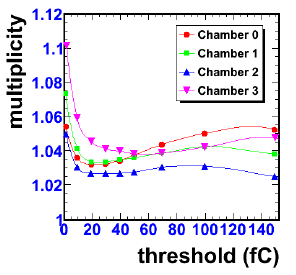 1.12
1.1
1.08
1.06
1.04
1.02
1
multiplicity
Chamber 0
Chamber 1
Chamber 2
Chamber 3
0 20 40 60 80 100 120 140
threshold (fC)